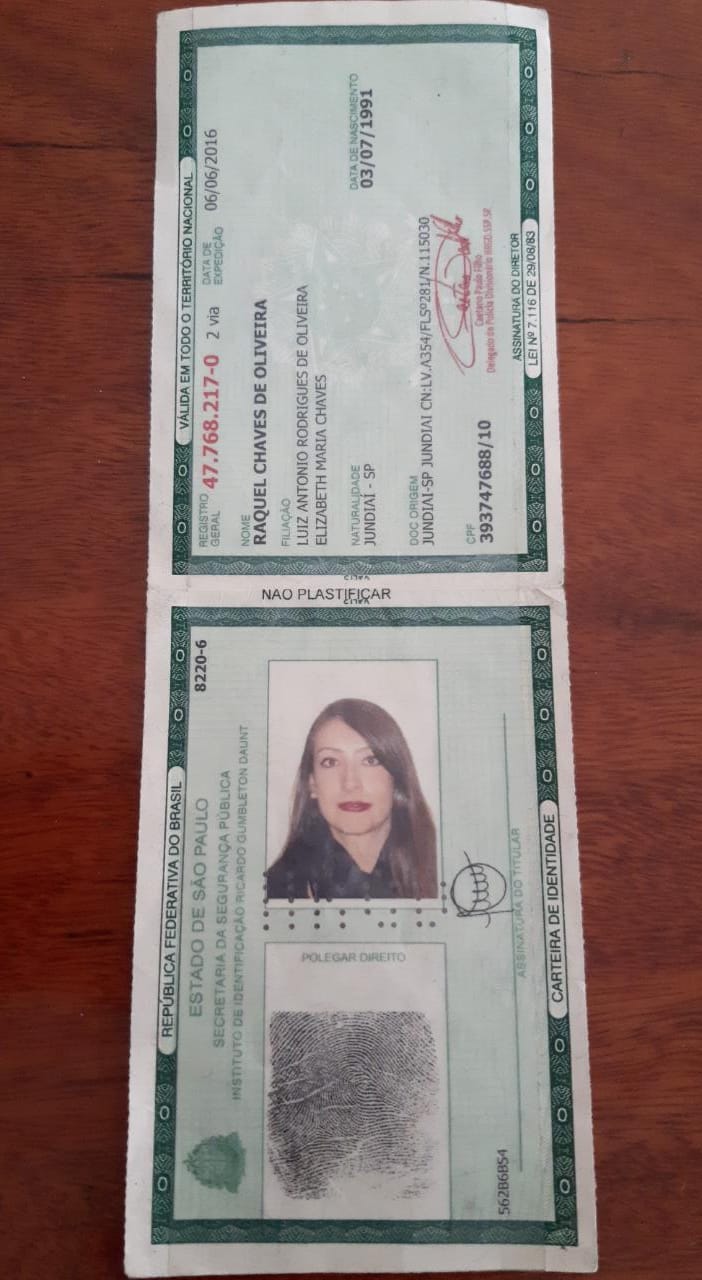 VÁLIDA EM TODO O TERRITÓRIO NACIONAL
REGISTRO GERAL 47.768.217-0 2 via DATA DE EXPEDIÇÃO 06/06/2016
NOME
RAQUEL CHAVES DE OLIVEIRA
FILIAÇÃO
LUIZ ANTONIO RODRIGUES DE OLIVEIRA
ELIZABETH MARIA CHAVES
NATURALIDADE DATA DE NASCIMENTO
JUNDIAÍ - SP 03/07/1991
DOC ORIGEM
JUNDIAI-SP JUNDIAI CN:LV.A354/FLSº281/N.115030
CPF
393747688/10
Caetano Paulo Filho
Delegado de Polícia Divisionário IIRGD.SSP.SP
ASSINATURA DO DIRETOR
LEI Nº 7.116 DE 29/08/83
NAO PLASTIFICAR
REPÚBLICA FEDERATIVA DO BRASIL
8220-6
ESTADO DE SÃO PAULO
SECRETARIA DA SEGURANÇA PÚBLICA
INSTITUTO DE IDENTIFICAÇÃO RICARDO GUMBLETON DAUNT
POLEGAR DIREITO
ASSINATURA DO TITULAR
562B6B54
CARTEIRA DE IDENTIDADE